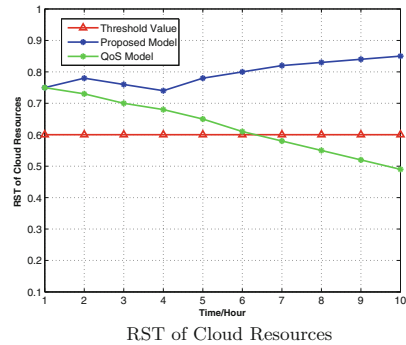 1
0.9
0.8
0.7
0.6
0.5
0.4
0.3
0.2
0.1
RST of Cloud Resources
Threshold Value
Proposed Model
QoS Model
1 2 3 4 5 6 7 8 9 10
Time/Hour
RST of Cloud Resources